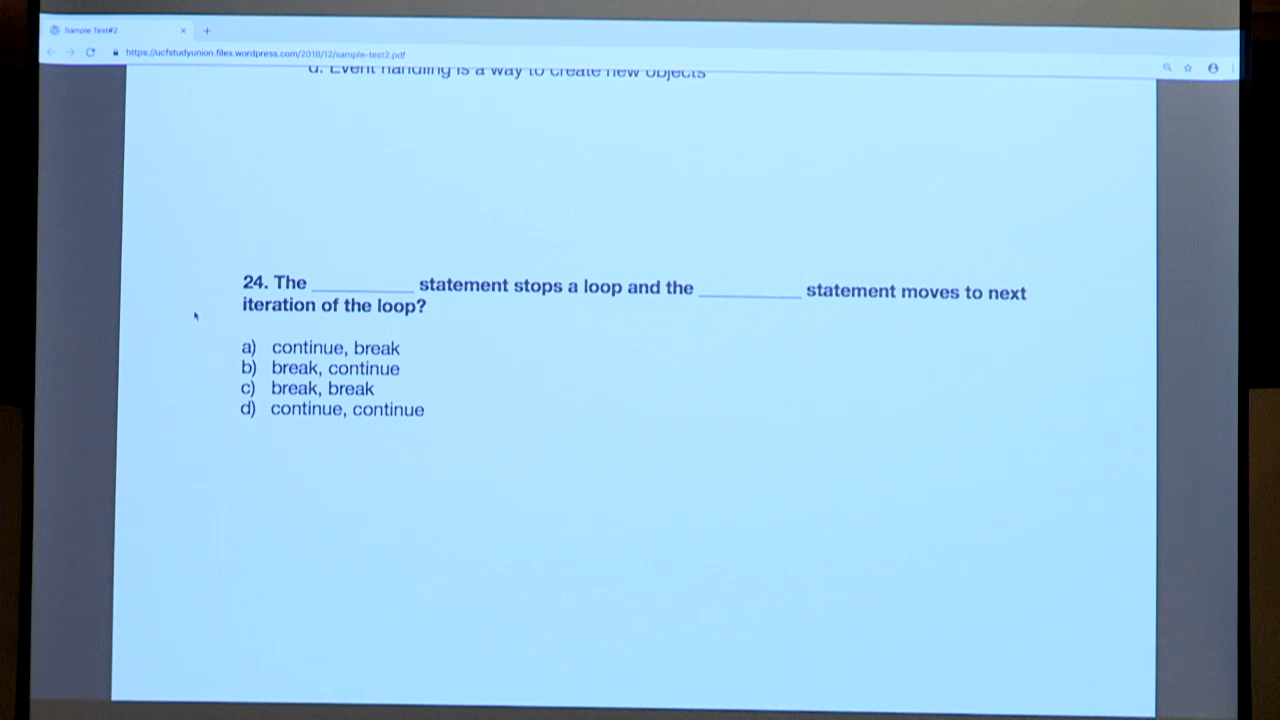 Sample Test#2
https://ucfstudyunion.files.wordpress.com/2018/12/sample-test2.pdf
d. Event handling is a way to create new objects
24. The __________ statement stops a loop and the __________ statement moves to next
iteration of the loop?
a) continue, break
b) break, continue
c) break, break
d) continue, continue